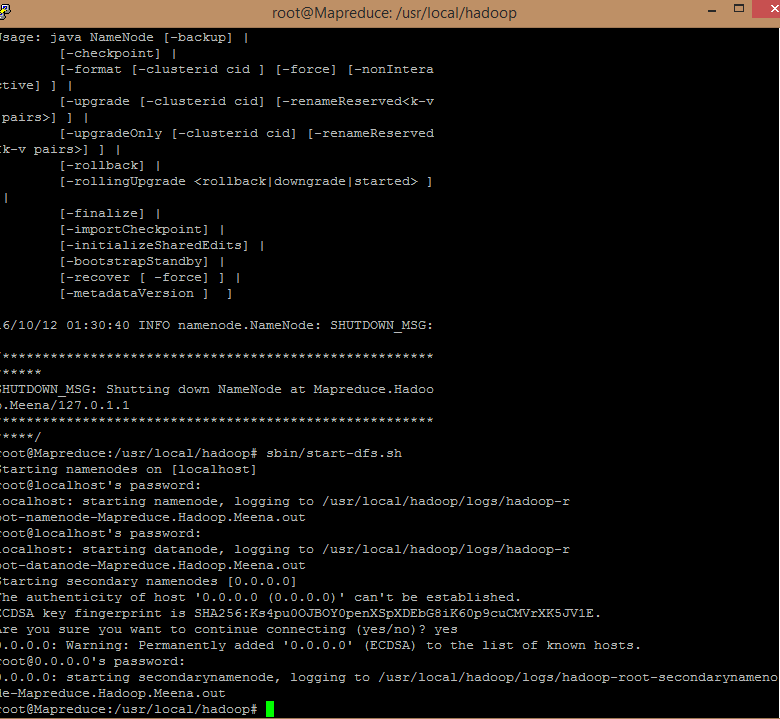 root@Mapreduce: /usr/local/hadoop
Usage: java NameNode [-backup] |
[-checkpoint] |
[-format [-clusterid cid ] [-force] [-nonIntera
ctive] ] |
[-upgrade [-clusterid cid] [-renameReserved<k-v
pairs>] ] |
[-upgradeOnly [-clusterid cid] [-renameReserved
<k-v pairs>] ] |
[-rollback] |
[-rollingUpgrade <rollback|downgrade|started> ]
|
[-finalize] |
[-importCheckpoint] |
[-initializeSharedEdits] |
[-bootstrapStandby] |
[-recover [ -force] ] |
[-metadataVersion ]  ]
16/10/12 01:30:40 INFO namenode.NameNode: SHUTDOWN_MSG:
/******************************************************
******
SHUTDOWN_MSG: Shutting down NameNode at Mapreduce.Hadoo
p.Meena/127.0.1.1
*******************************************************
*****/
root@Mapreduce:/usr/local/hadoop# sbin/start-dfs.sh
Starting namenodes on [localhost]
root@localhost's password:
localhost: starting namenode, logging to /usr/local/hadoop/logs/hadoop-r
oot-namenode-Mapreduce.Hadoop.Meena.out
root@localhost's password:
localhost: starting datanode, logging to /usr/local/hadoop/logs/hadoop-r
oot-datanode-Mapreduce.Hadoop.Meena.out
Starting secondary namenodes [0.0.0.0]
The authenticity of host '0.0.0.0 (0.0.0.0)' can't be established.
ECDSA key fingerprint is SHA256:Ks4pu0OJBOY0penXSpXDEbG8iK60p9cuCMVrXK5JV1E.
Are you sure you want to continue connecting (yes/no)? yes
0.0.0.0: Warning: Permanently added '0.0.0.0' (ECDSA) to the list of known hosts.
root@0.0.0.0's password:
0.0.0.0: starting secondarynamenode, logging to /usr/local/hadoop/logs/hadoop-root-secondarynameno
de-Mapreduce.Hadoop.Meena.out
root@Mapreduce:/usr/local/hadoop#